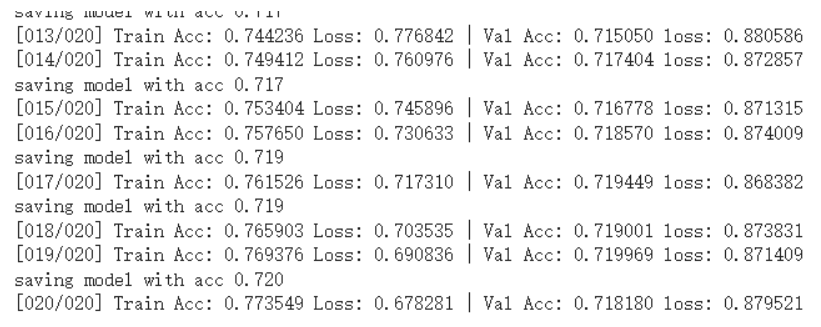 saving model with acc 0.717
[013/020] Train Acc: 0.744236 Loss: 0.776842 | Val Acc: 0.715050 loss: 0.880586
[014/020] Train Acc: 0.749412 Loss: 0.760976 | Val Acc: 0.717404 loss: 0.872857
saving model with acc 0.717
[015/020] Train Acc: 0.753404 Loss: 0.745896 | Val Acc: 0.716778 loss: 0.871315
[016/020] Train Acc: 0.757650 Loss: 0.730633 | Val Acc: 0.718570 loss: 0.874009
saving model with acc 0.719
[017/020] Train Acc: 0.761526 Loss: 0.717310 | Val Acc: 0.719449 loss: 0.868382
saving model with acc 0.719
[018/020] Train Acc: 0.765903 Loss: 0.703535 | Val Acc: 0.719001 loss: 0.873831
[019/020] Train Acc: 0.769376 Loss: 0.690836 | Val Acc: 0.719969 loss: 0.871409
saving model with acc 0.720
[020/020] Train Acc: 0.773549 Loss: 0.678281 | Val Acc: 0.718180 loss: 0.879521